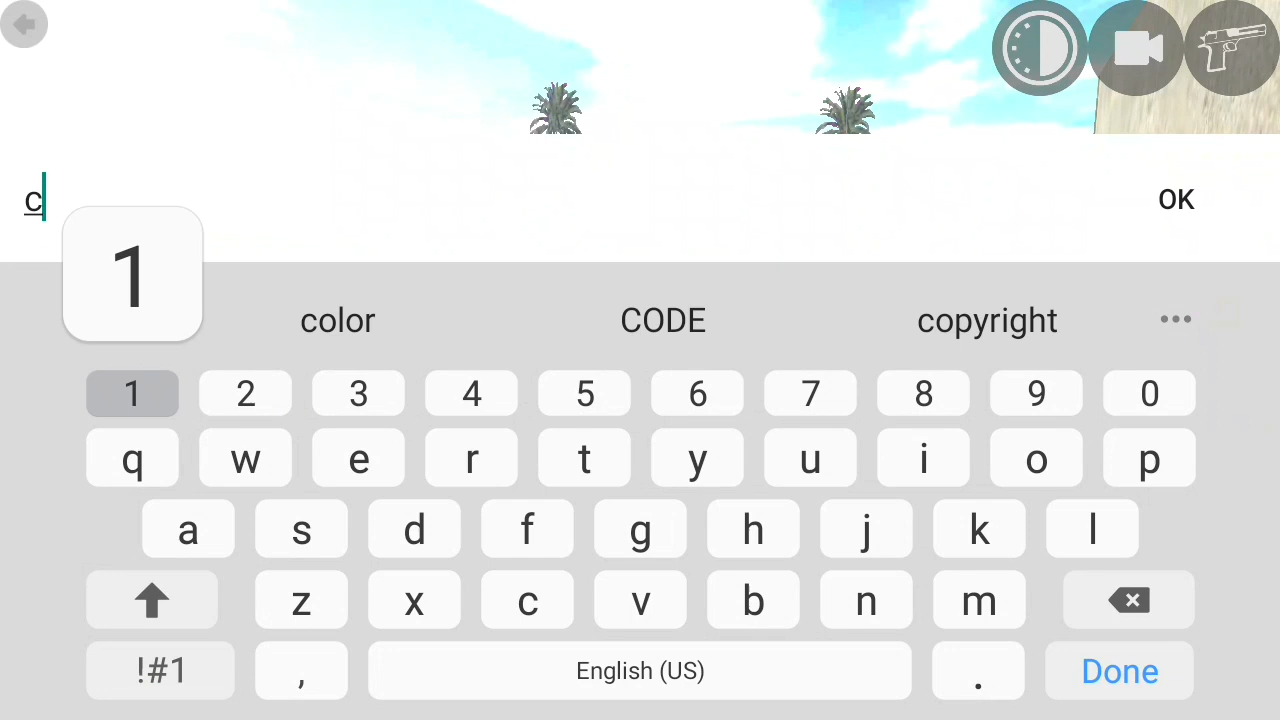 c
OK
1
color CODE copyright
1 2 3 4 5 6 7 8 9 0
q w e r t y u i o p
a s d f g h j k l
z x c v b n m
!#1 , English (US) . Done